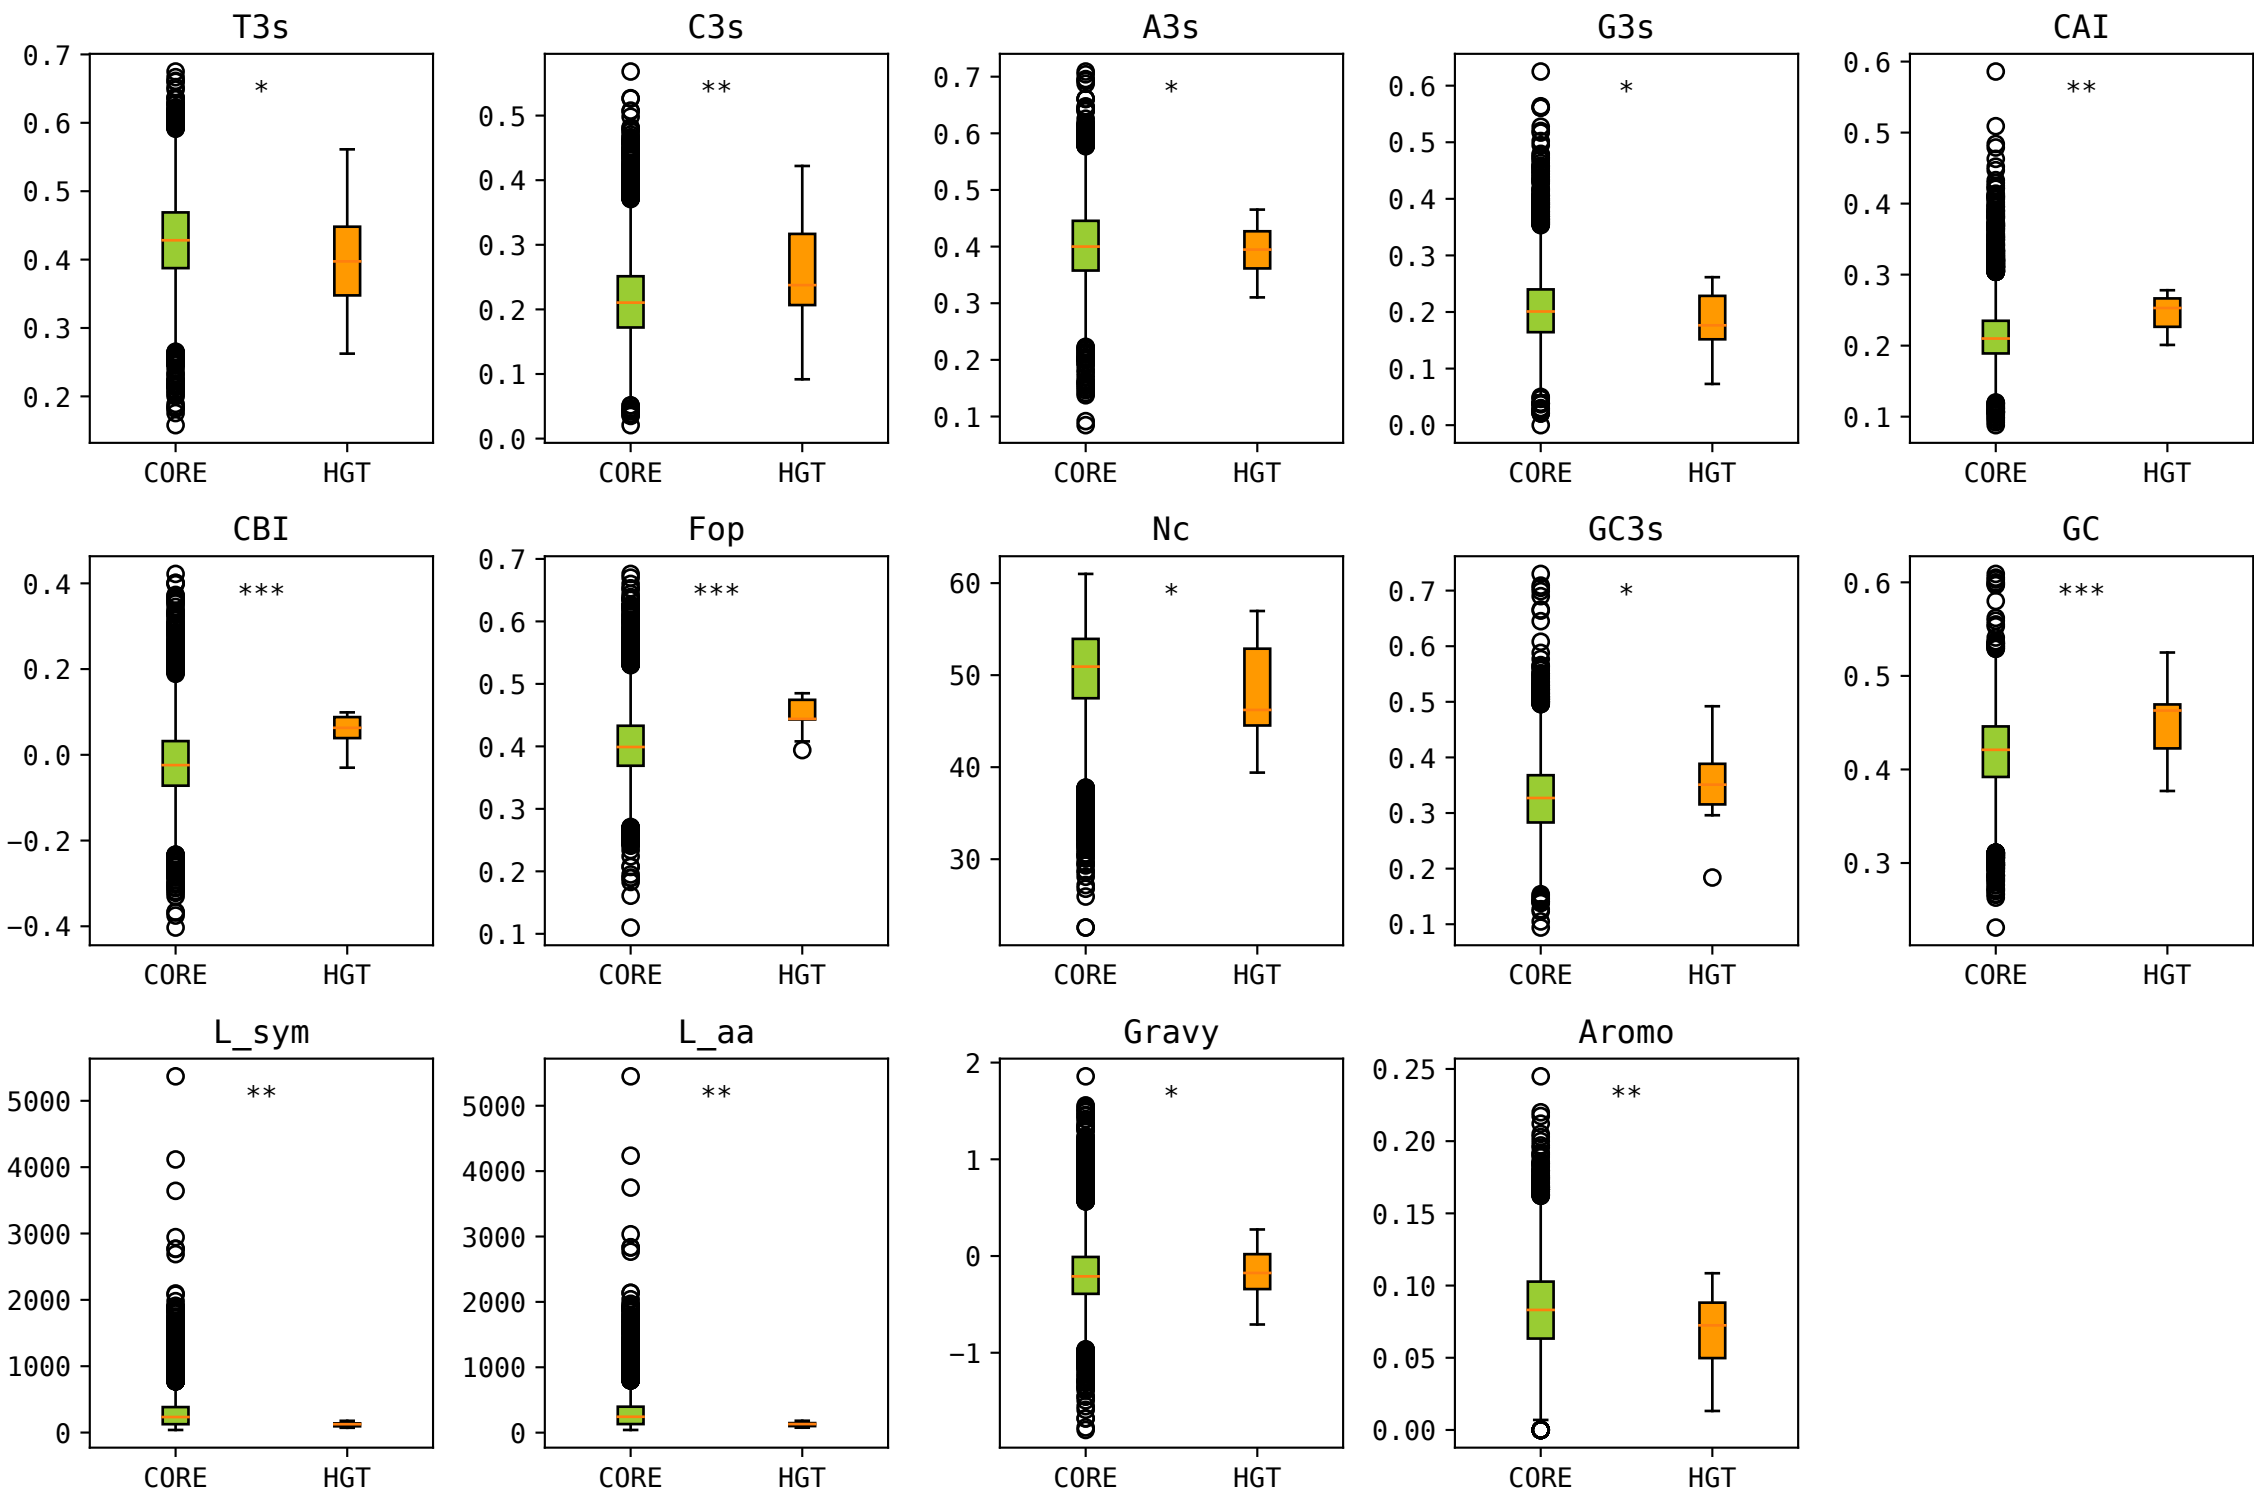 T3s C3s A3s G3s CAI
* ** * * **
0.7 0.6 0.5 0.4 0.3 0.2
0.5 0.4 0.3 0.2 0.1 0.0
0.7 0.6 0.5 0.4 0.3 0.2 0.1
0.6 0.5 0.4 0.3 0.2 0.1 0.0
0.6 0.5 0.4 0.3 0.2 0.1
CORE HGT CORE HGT CORE HGT CORE HGT CORE HGT
CBI Fop Nc GC3s GC
*** *** * * ***
0.4 0.2 0.0 −0.2 −0.4
0.7 0.6 0.5 0.4 0.3 0.2 0.1
60 50 40 30
0.7 0.6 0.5 0.4 0.3 0.2 0.1
0.6 0.5 0.4 0.3
CORE HGT CORE HGT CORE HGT CORE HGT CORE HGT
L_sym L_aa Gravy Aromo
** ** * **
5000 4000 3000 2000 1000 0
5000 4000 3000 2000 1000 0
2 1 0 −1
0.25 0.20 0.15 0.10 0.05 0.00
CORE HGT CORE HGT CORE HGT CORE HGT